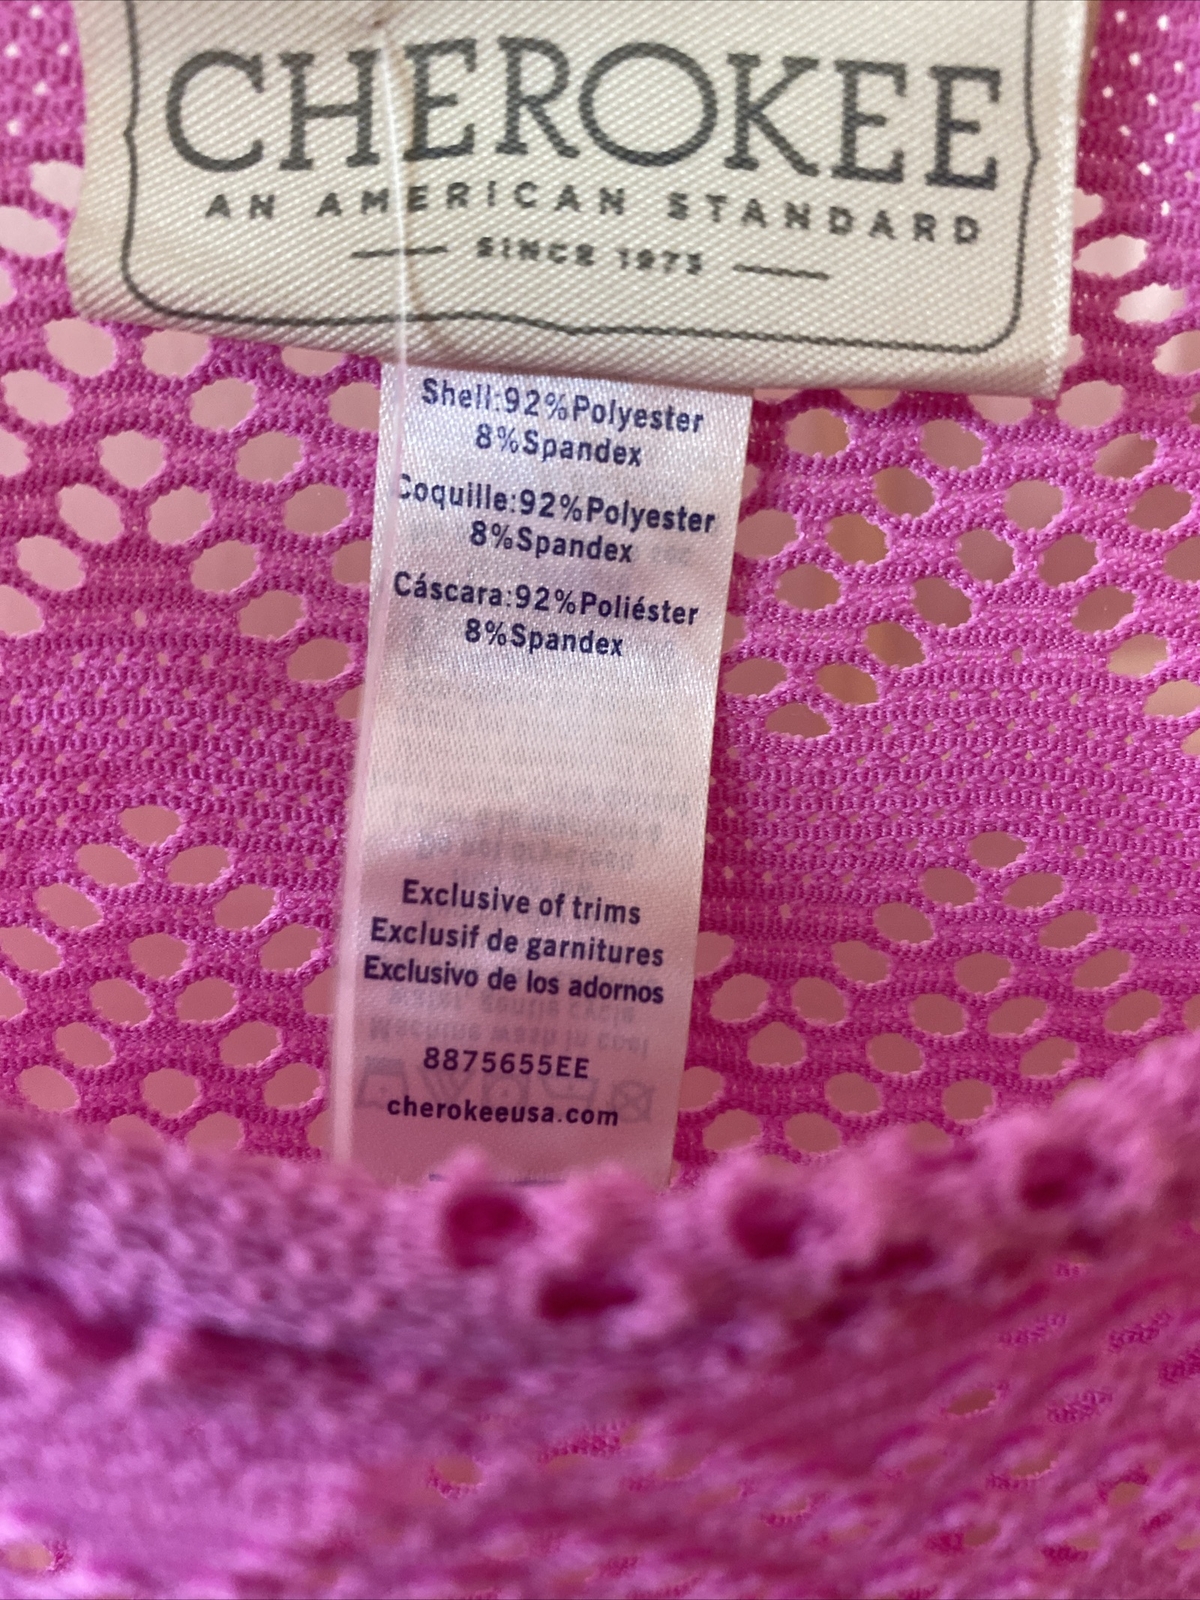 CHEROKEE
AN AMERICAN STANDARD
SINCE 1973
Shell:92%Polyester
8%Spandex
Coquille:92%Polyester
8%Spandex
Cáscara:92%Poliéster
8%Spandex
Exclusive of trims
Exclusif de garnitures
Exclusivo de los adornos
8875655EE
cherokeeusa.com